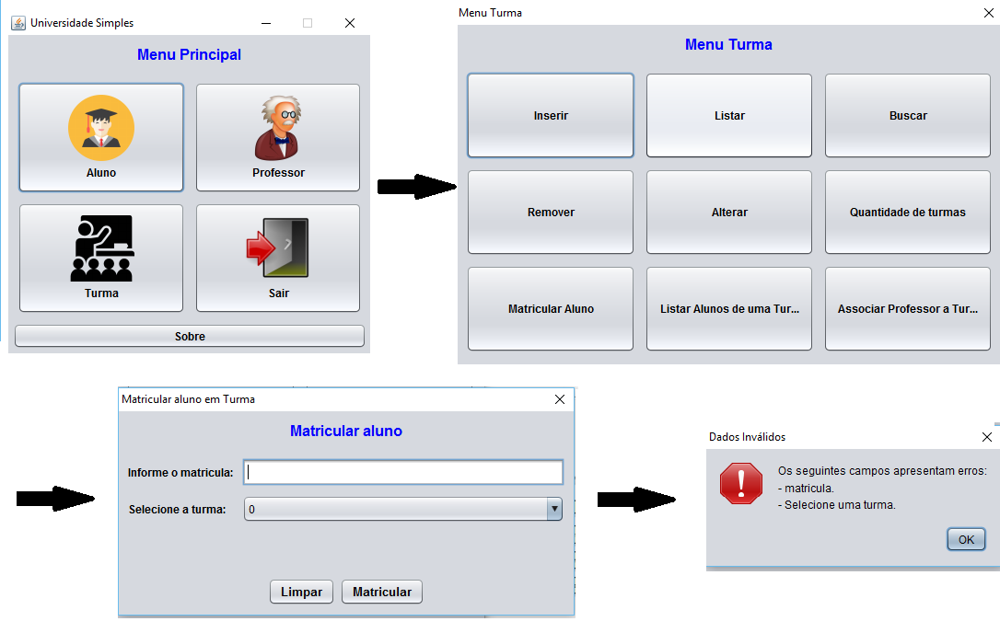 Universidade Simples
Menu Principal
Aluno
Professor
Turma
Sair
Sobre
Menu Turma
Menu Turma
Inserir
Listar
Buscar
Remover
Alterar
Quantidade de turmas
Matricular Aluno
Listar Alunos de uma Tur...
Associar Professor a Tur...
Matricular aluno em Turma
Matricular aluno
Informe o matricula:
Selecione a turma:
0
Limpar
Matricular
Dados Inválidos
Os seguintes campos apresentam erros:
- matricula.
- Selecione uma turma.
OK